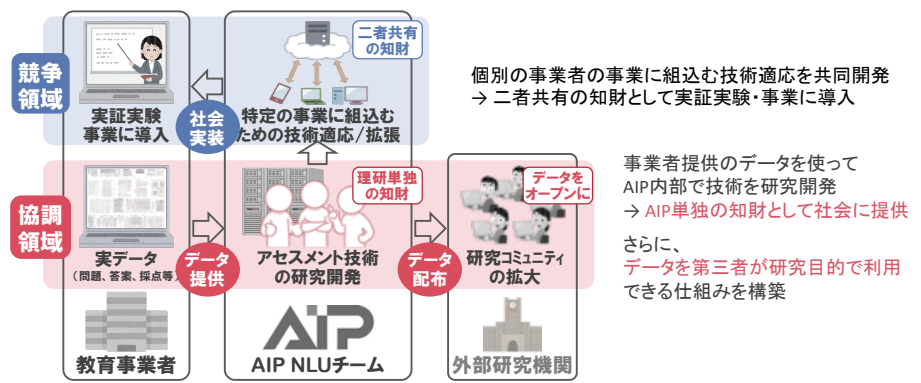 競争
領域
実証実験
事業に導入
社会
実装
二者共有
の知財
特定の事業に組込む
ための技術適応/拡張
個別の事業者の事業に組込む技術適応を共同開発
→ 二者共有の知財として実証実験・事業に導入
協調
領域
実データ
(問題、答案、採点等)
データ
提供
理研単独
の知財
アセスメント技術
の研究開発
データ
配布
データを
オープンに
研究コミュニティ
の拡大
事業者提供のデータを使って
AIP内部で技術を研究開発
→ AIP単独の知財として社会に提供
さらに、
データを第三者が研究目的で利用
できる仕組みを構築
教育事業者
AIP
AIP NLUチーム
外部研究機関